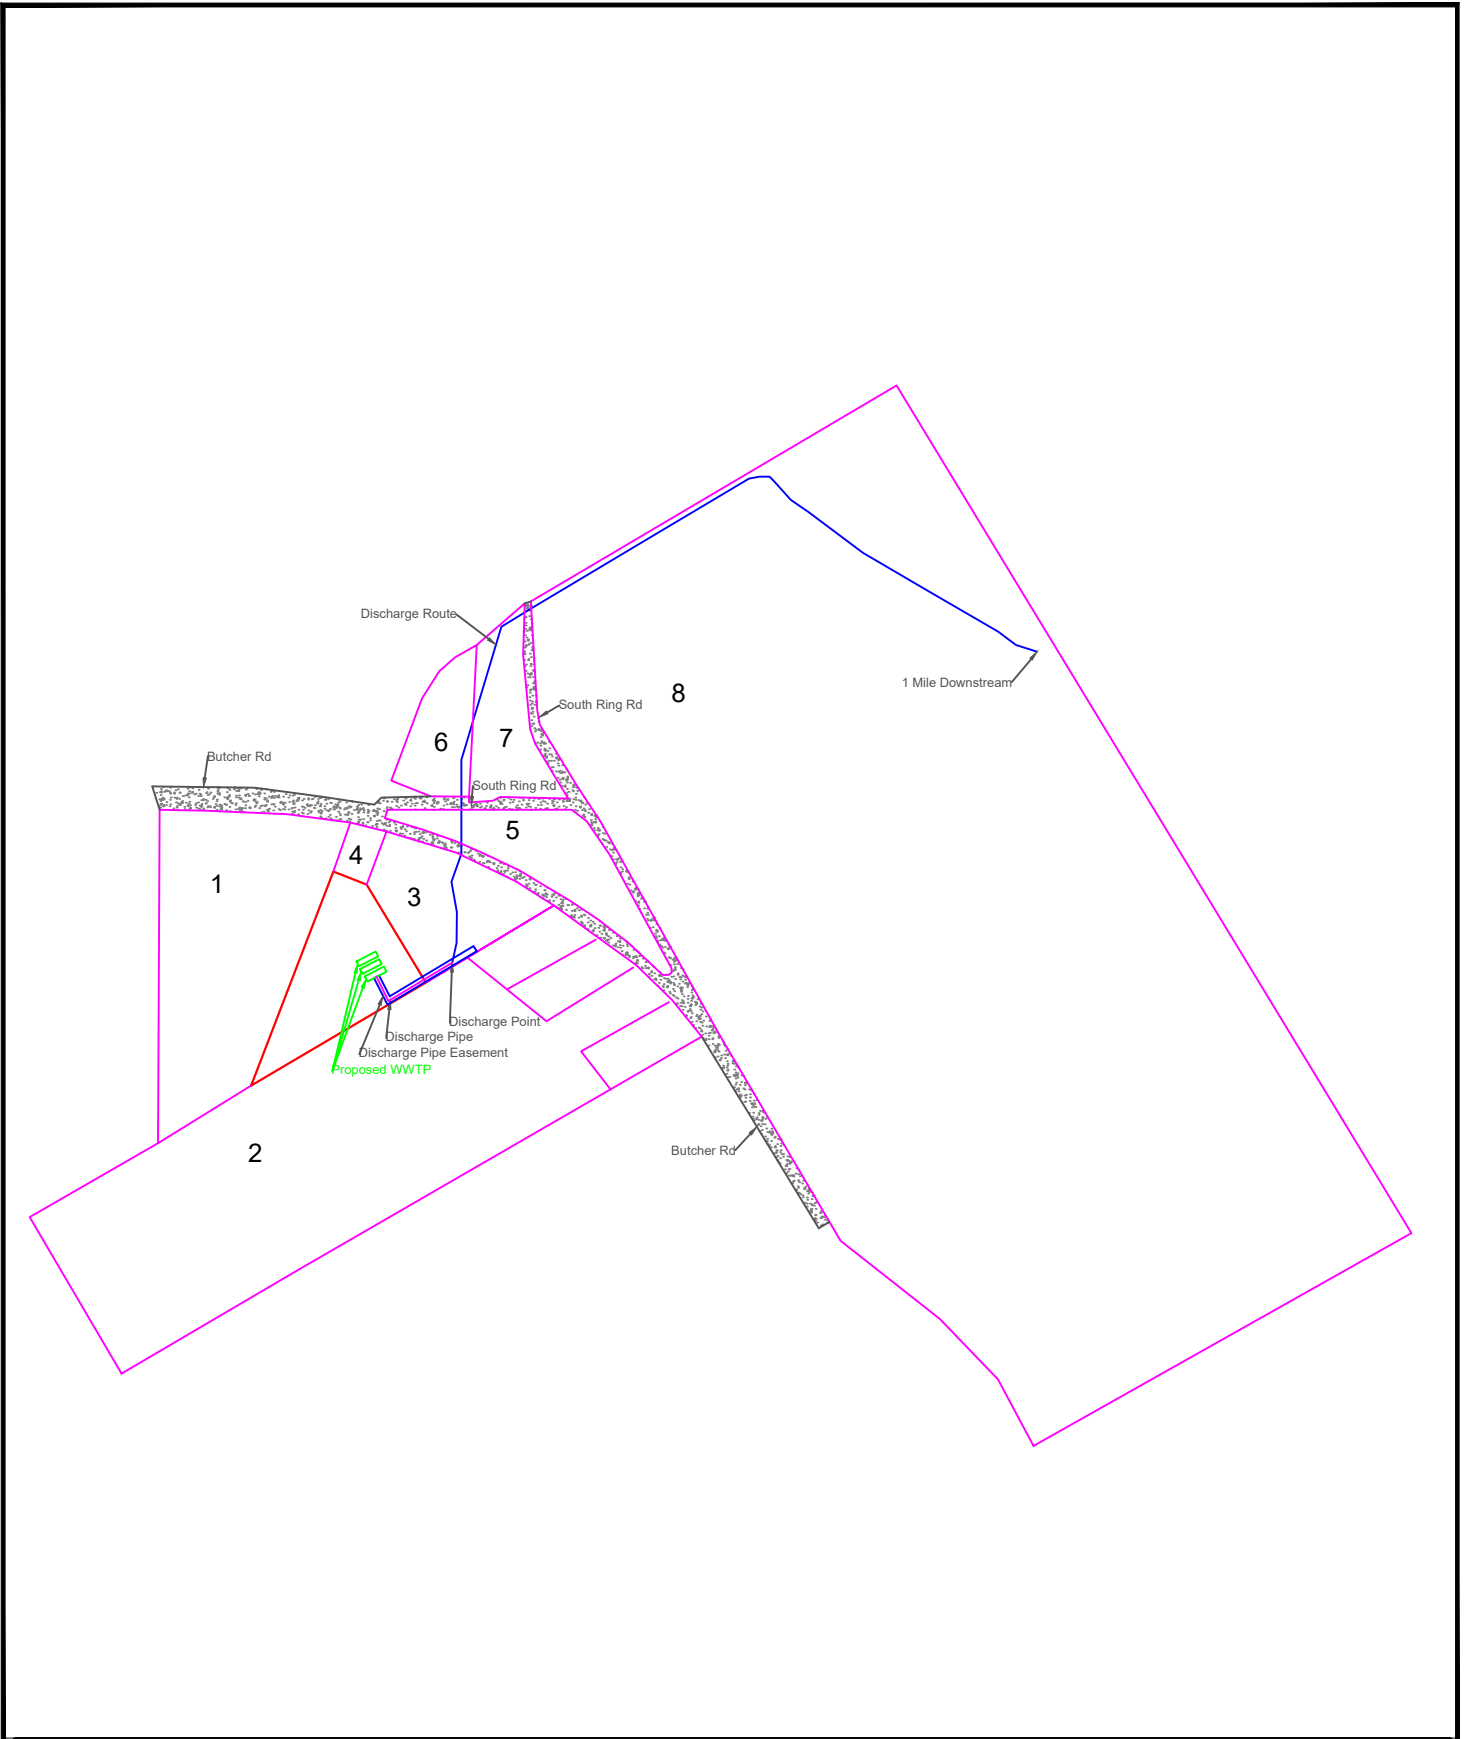 Discharge Route
1 Mile Downstream
8
South Ring Rd
6
7
Butcher Rd
South Ring Rd
5
4
1
3
Discharge Point
Discharge Pipe
Discharge Pipe Easement
Proposed WWTP
2
Butcher Rd